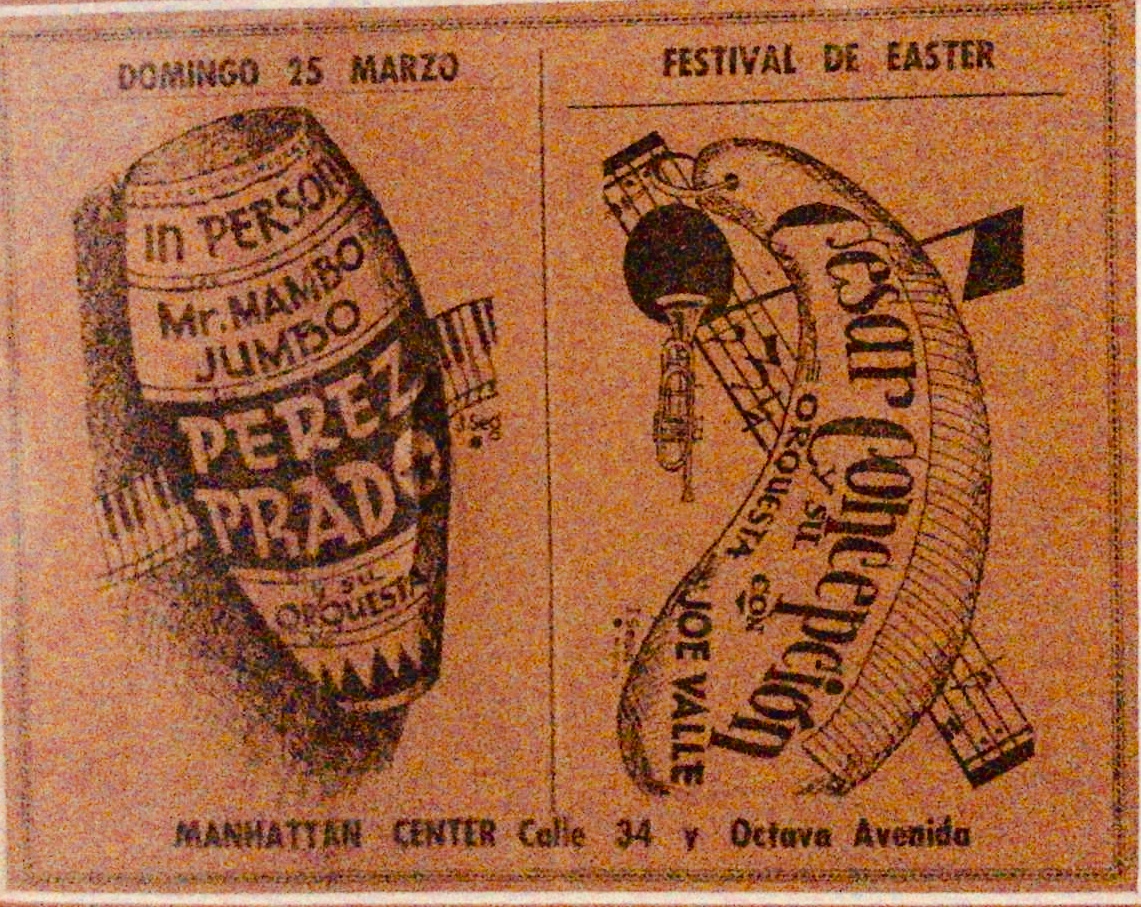 DOMINGO 25 MARZO
In PERSON
Mr. MAMBO
JUMBO
PEREZ
PRADO
y su
ORQUESTA
FESTIVAL DE EASTER
Cesar Concepcion
Y SU
ORQUESTA
CON
JOE VALLE
MANHATTAN CENTER Calle 34 y Octava Avenida